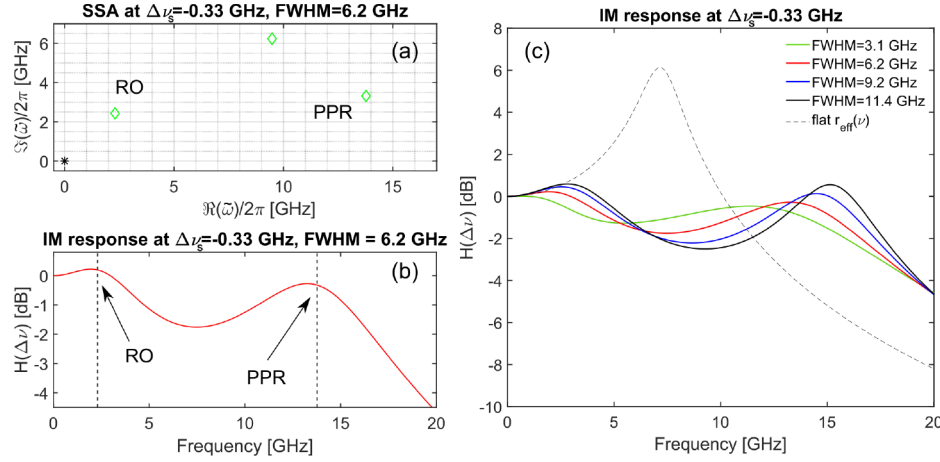 SSA at Δνₛ=-0.33 GHz, FWHM=6.2 GHz
(a)
ℑ(ω̃)/2π [GHz]
6
4
2
0
RO
PPR
0 5 10 15
ℜ(ω̃)/2π [GHz]
IM response at Δνₛ=-0.33 GHz, FWHM = 6.2 GHz
(b)
H(Δν) [dB]
0
-1
-2
-3
-4
RO
PPR
0 5 10 15 20
Frequency [GHz]
IM response at Δνₛ=-0.33 GHz
(c)
H(Δν) [dB]
8
6
4
2
0
-2
-4
-6
-8
-10
FWHM=3.1 GHz
FWHM=6.2 GHz
FWHM=9.2 GHz
FWHM=11.4 GHz
flat r_eff(ν)
0 5 10 15 20
Frequency [GHz]